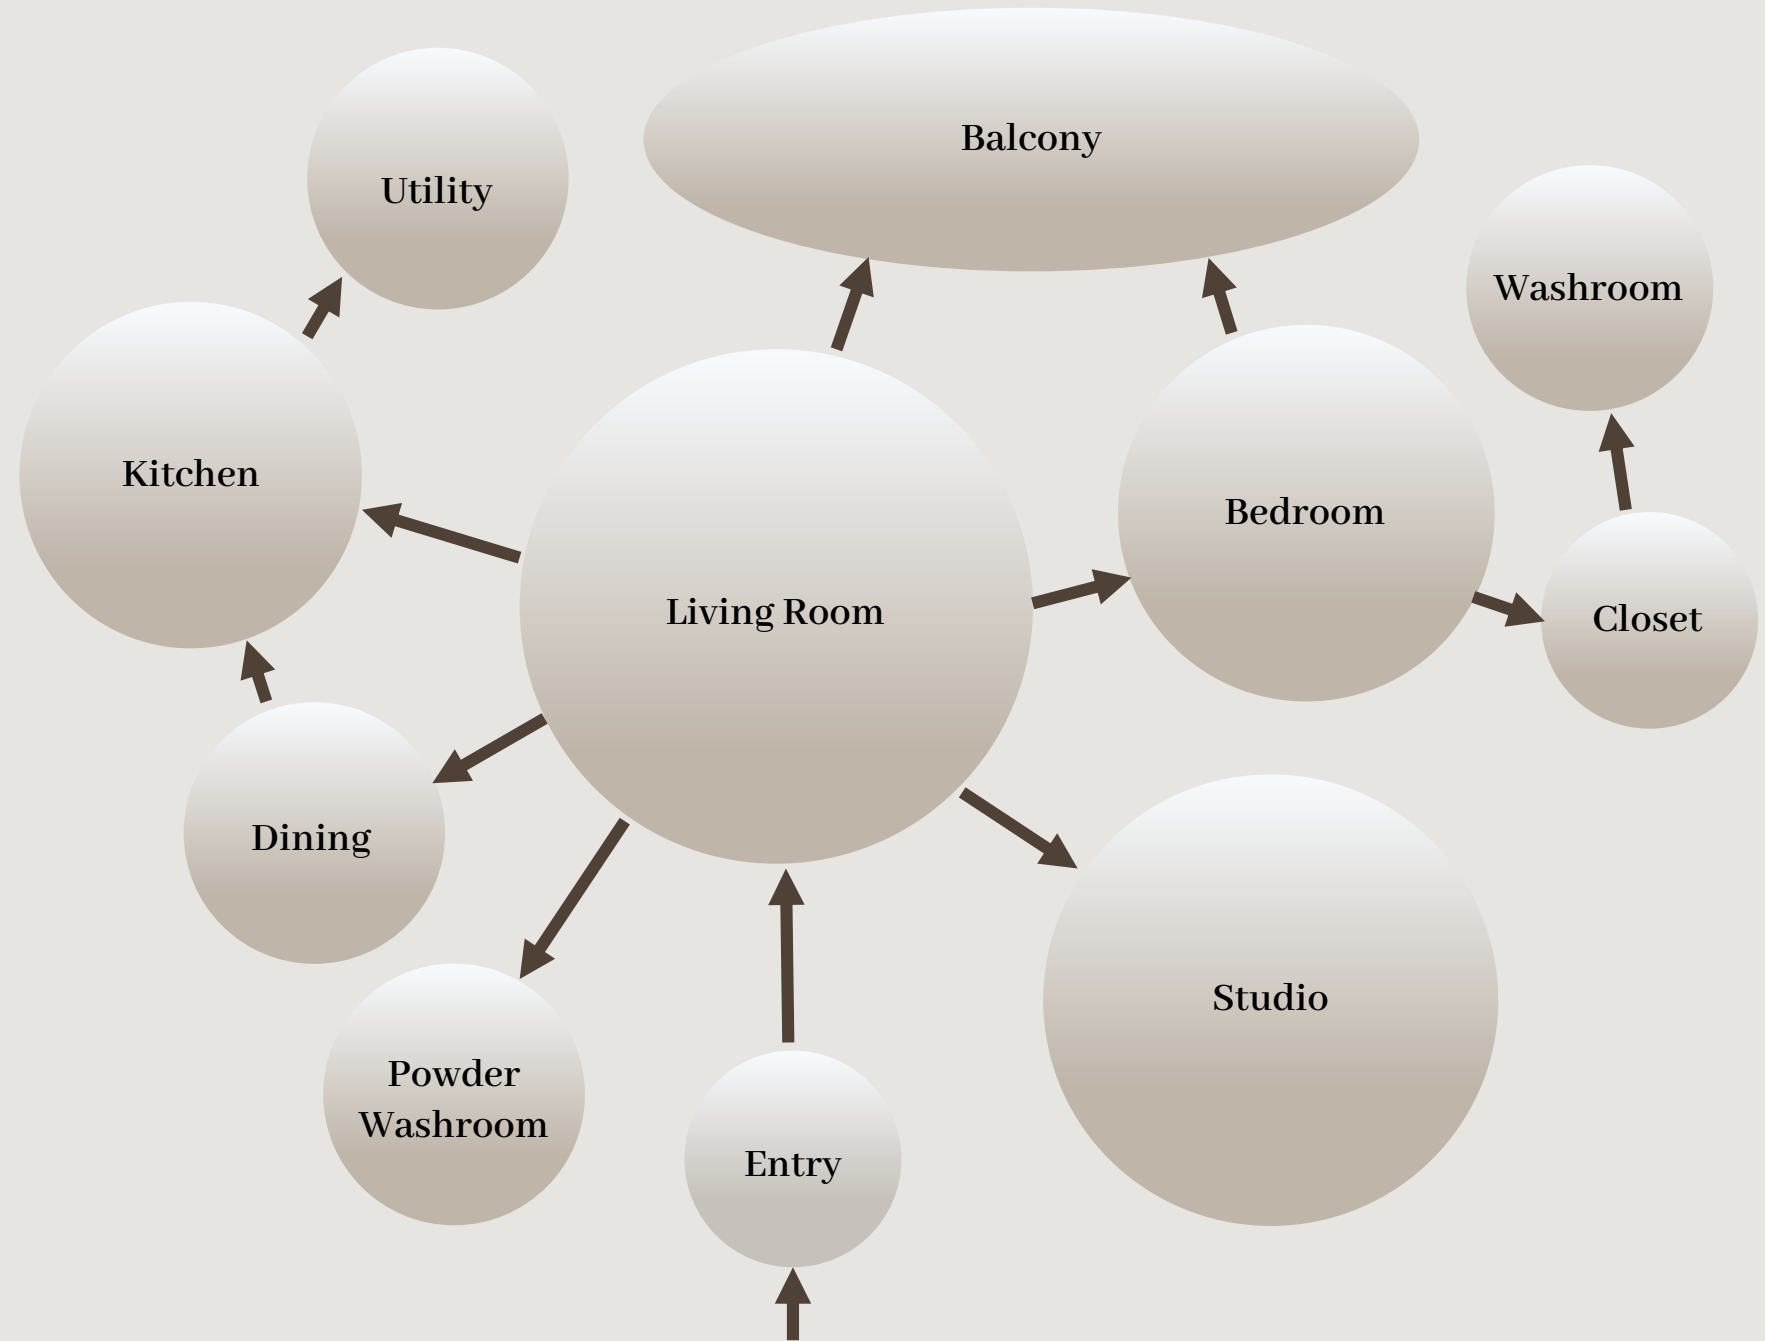 Balcony
Utility
Washroom
Kitchen
Bedroom
Living Room
Closet
Dining
Studio
Powder
Washroom
Entry